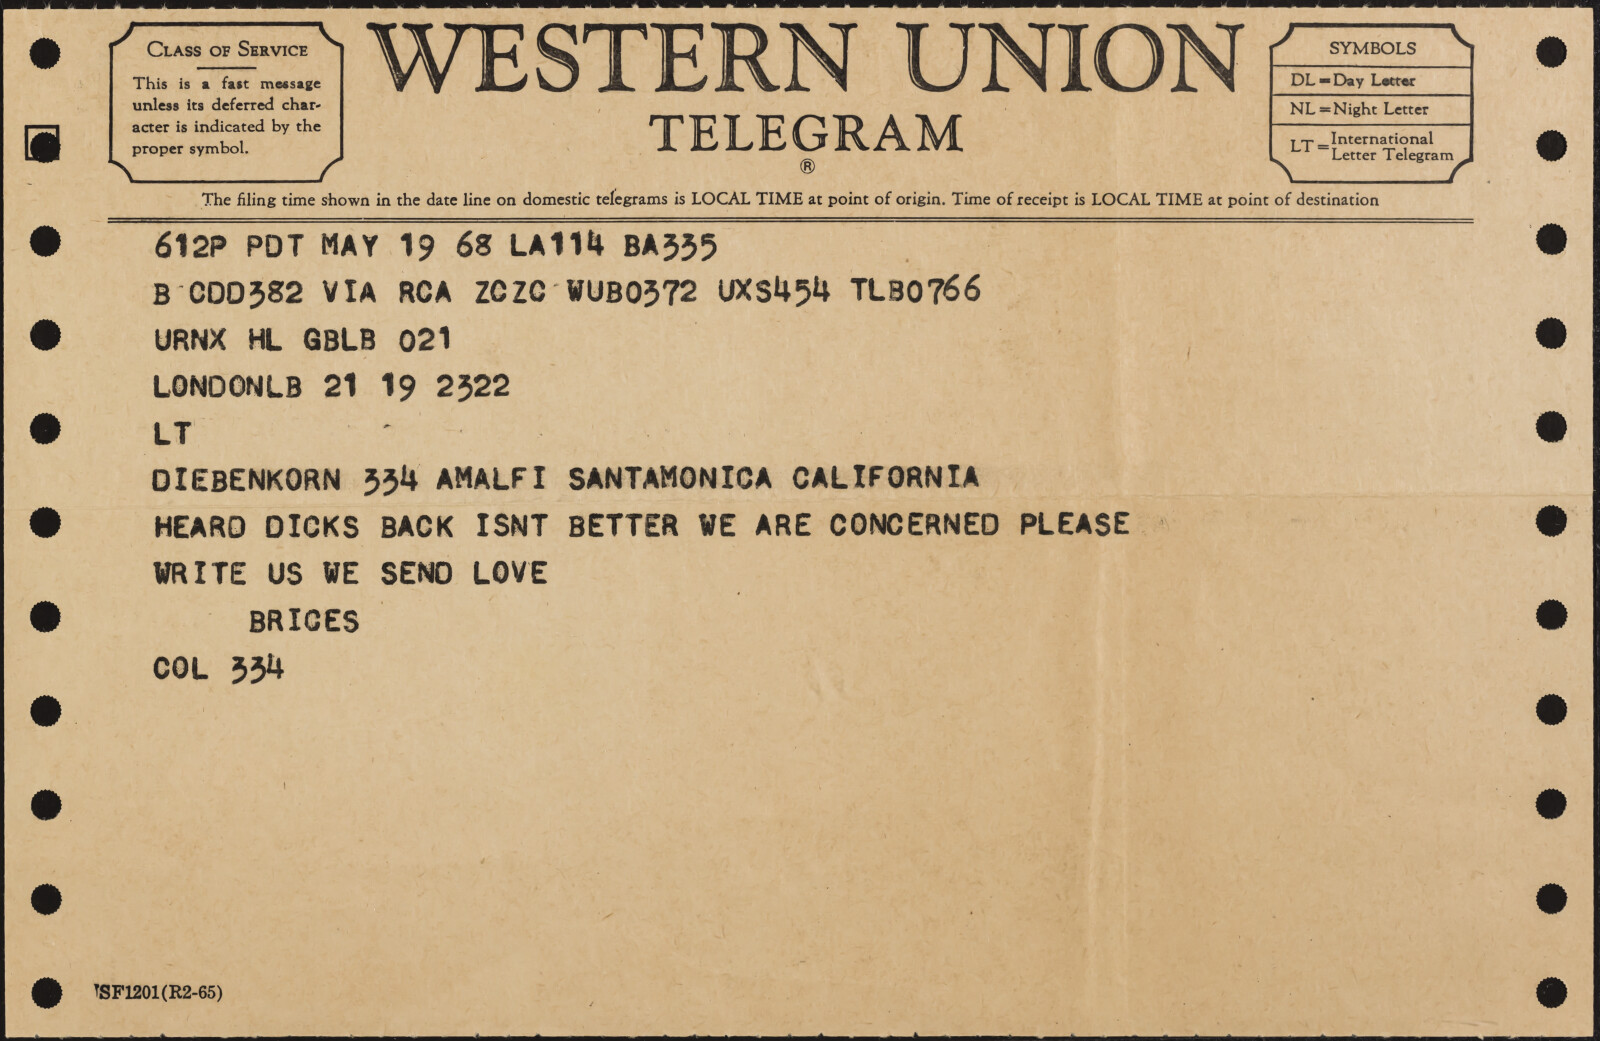 CLASS OF SERVICE
This is a fast message
unless its deferred char-
acter is indicated by the
proper symbol.
WESTERN UNION
TELEGRAM
®
SYMBOLS
DL=Day Letter
NL=Night Letter
LT=International
Letter Telegram
The filing time shown in the date line on domestic telegrams is LOCAL TIME at point of origin. Time of receipt is LOCAL TIME at point of destination
612P PDT MAY 19 68 LA114 BA335
B CDD382 VIA RCA ZCZC WUB0372 UXS454 TLB0766
URNX HL GBLB 021
LONDONLB 21 19 2322
LT
DIEBENKORN 334 AMALFI SANTAMONICA CALIFORNIA
HEARD DICKS BACK ISNT BETTER WE ARE CONCERNED PLEASE
WRITE US WE SEND LOVE
BRICES
COL 334
SF1201(R2-65)